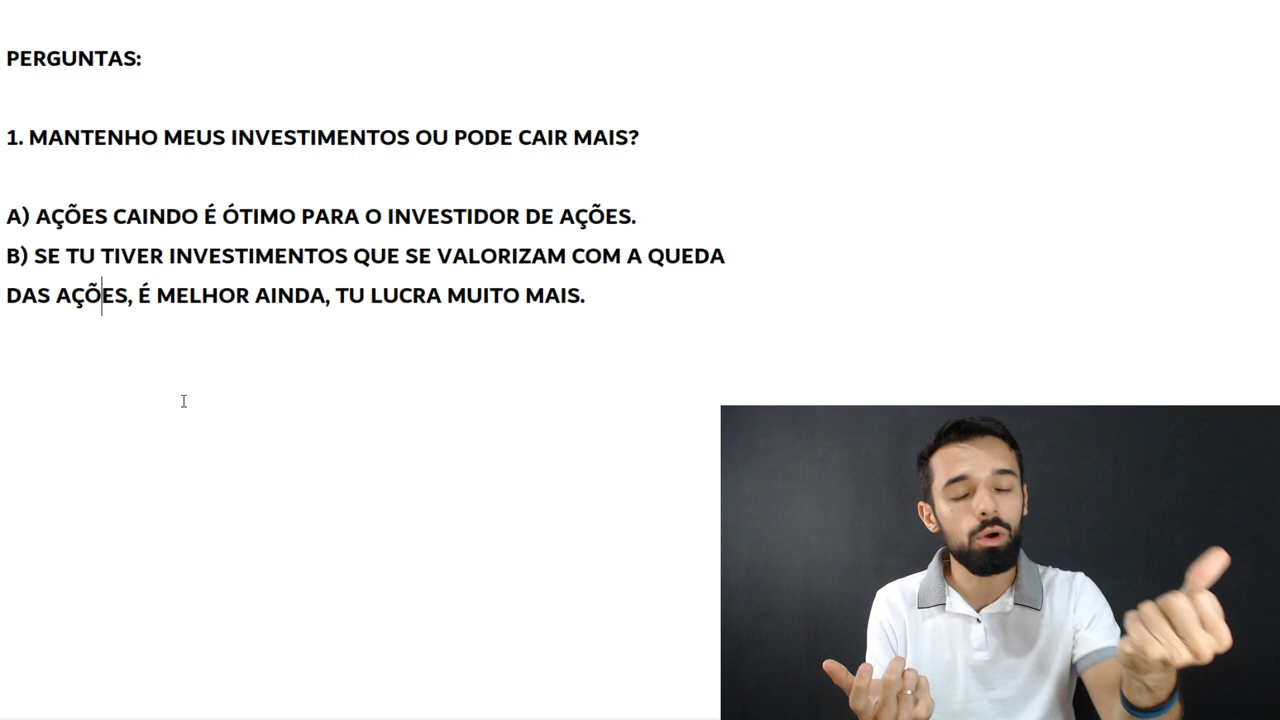 PERGUNTAS:
1. MANTENHO MEUS INVESTIMENTOS OU PODE CAIR MAIS?
A) AÇÕES CAINDO É ÓTIMO PARA O INVESTIDOR DE AÇÕES.
B) SE TU TIVER INVESTIMENTOS QUE SE VALORIZAM COM A QUEDA
DAS AÇÕES, É MELHOR AINDA, TU LUCRA MUITO MAIS.